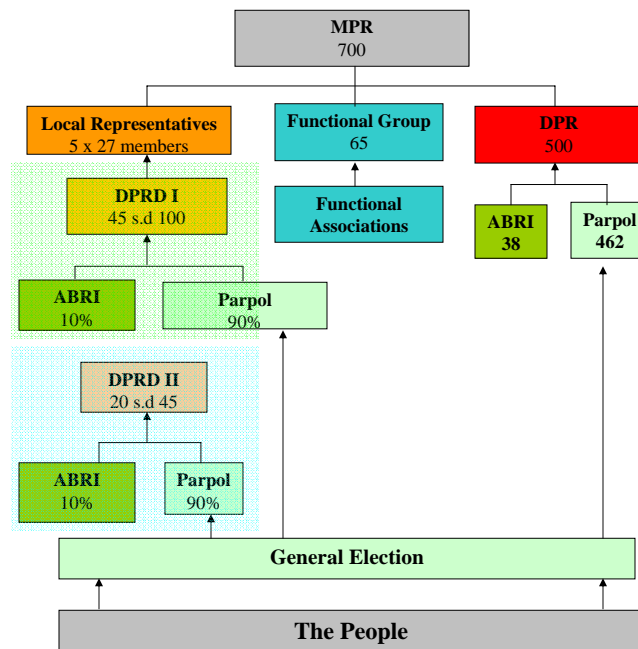 MPR
700
Local Representatives
5 x 27 members
Functional Group
65
DPR
500
DPRD I
45 s.d 100
Functional
Associations
ABRI
38
Parpol
462
ABRI
10%
Parpol
90%
DPRD II
20 s.d 45
ABRI
10%
Parpol
90%
General Election
The People